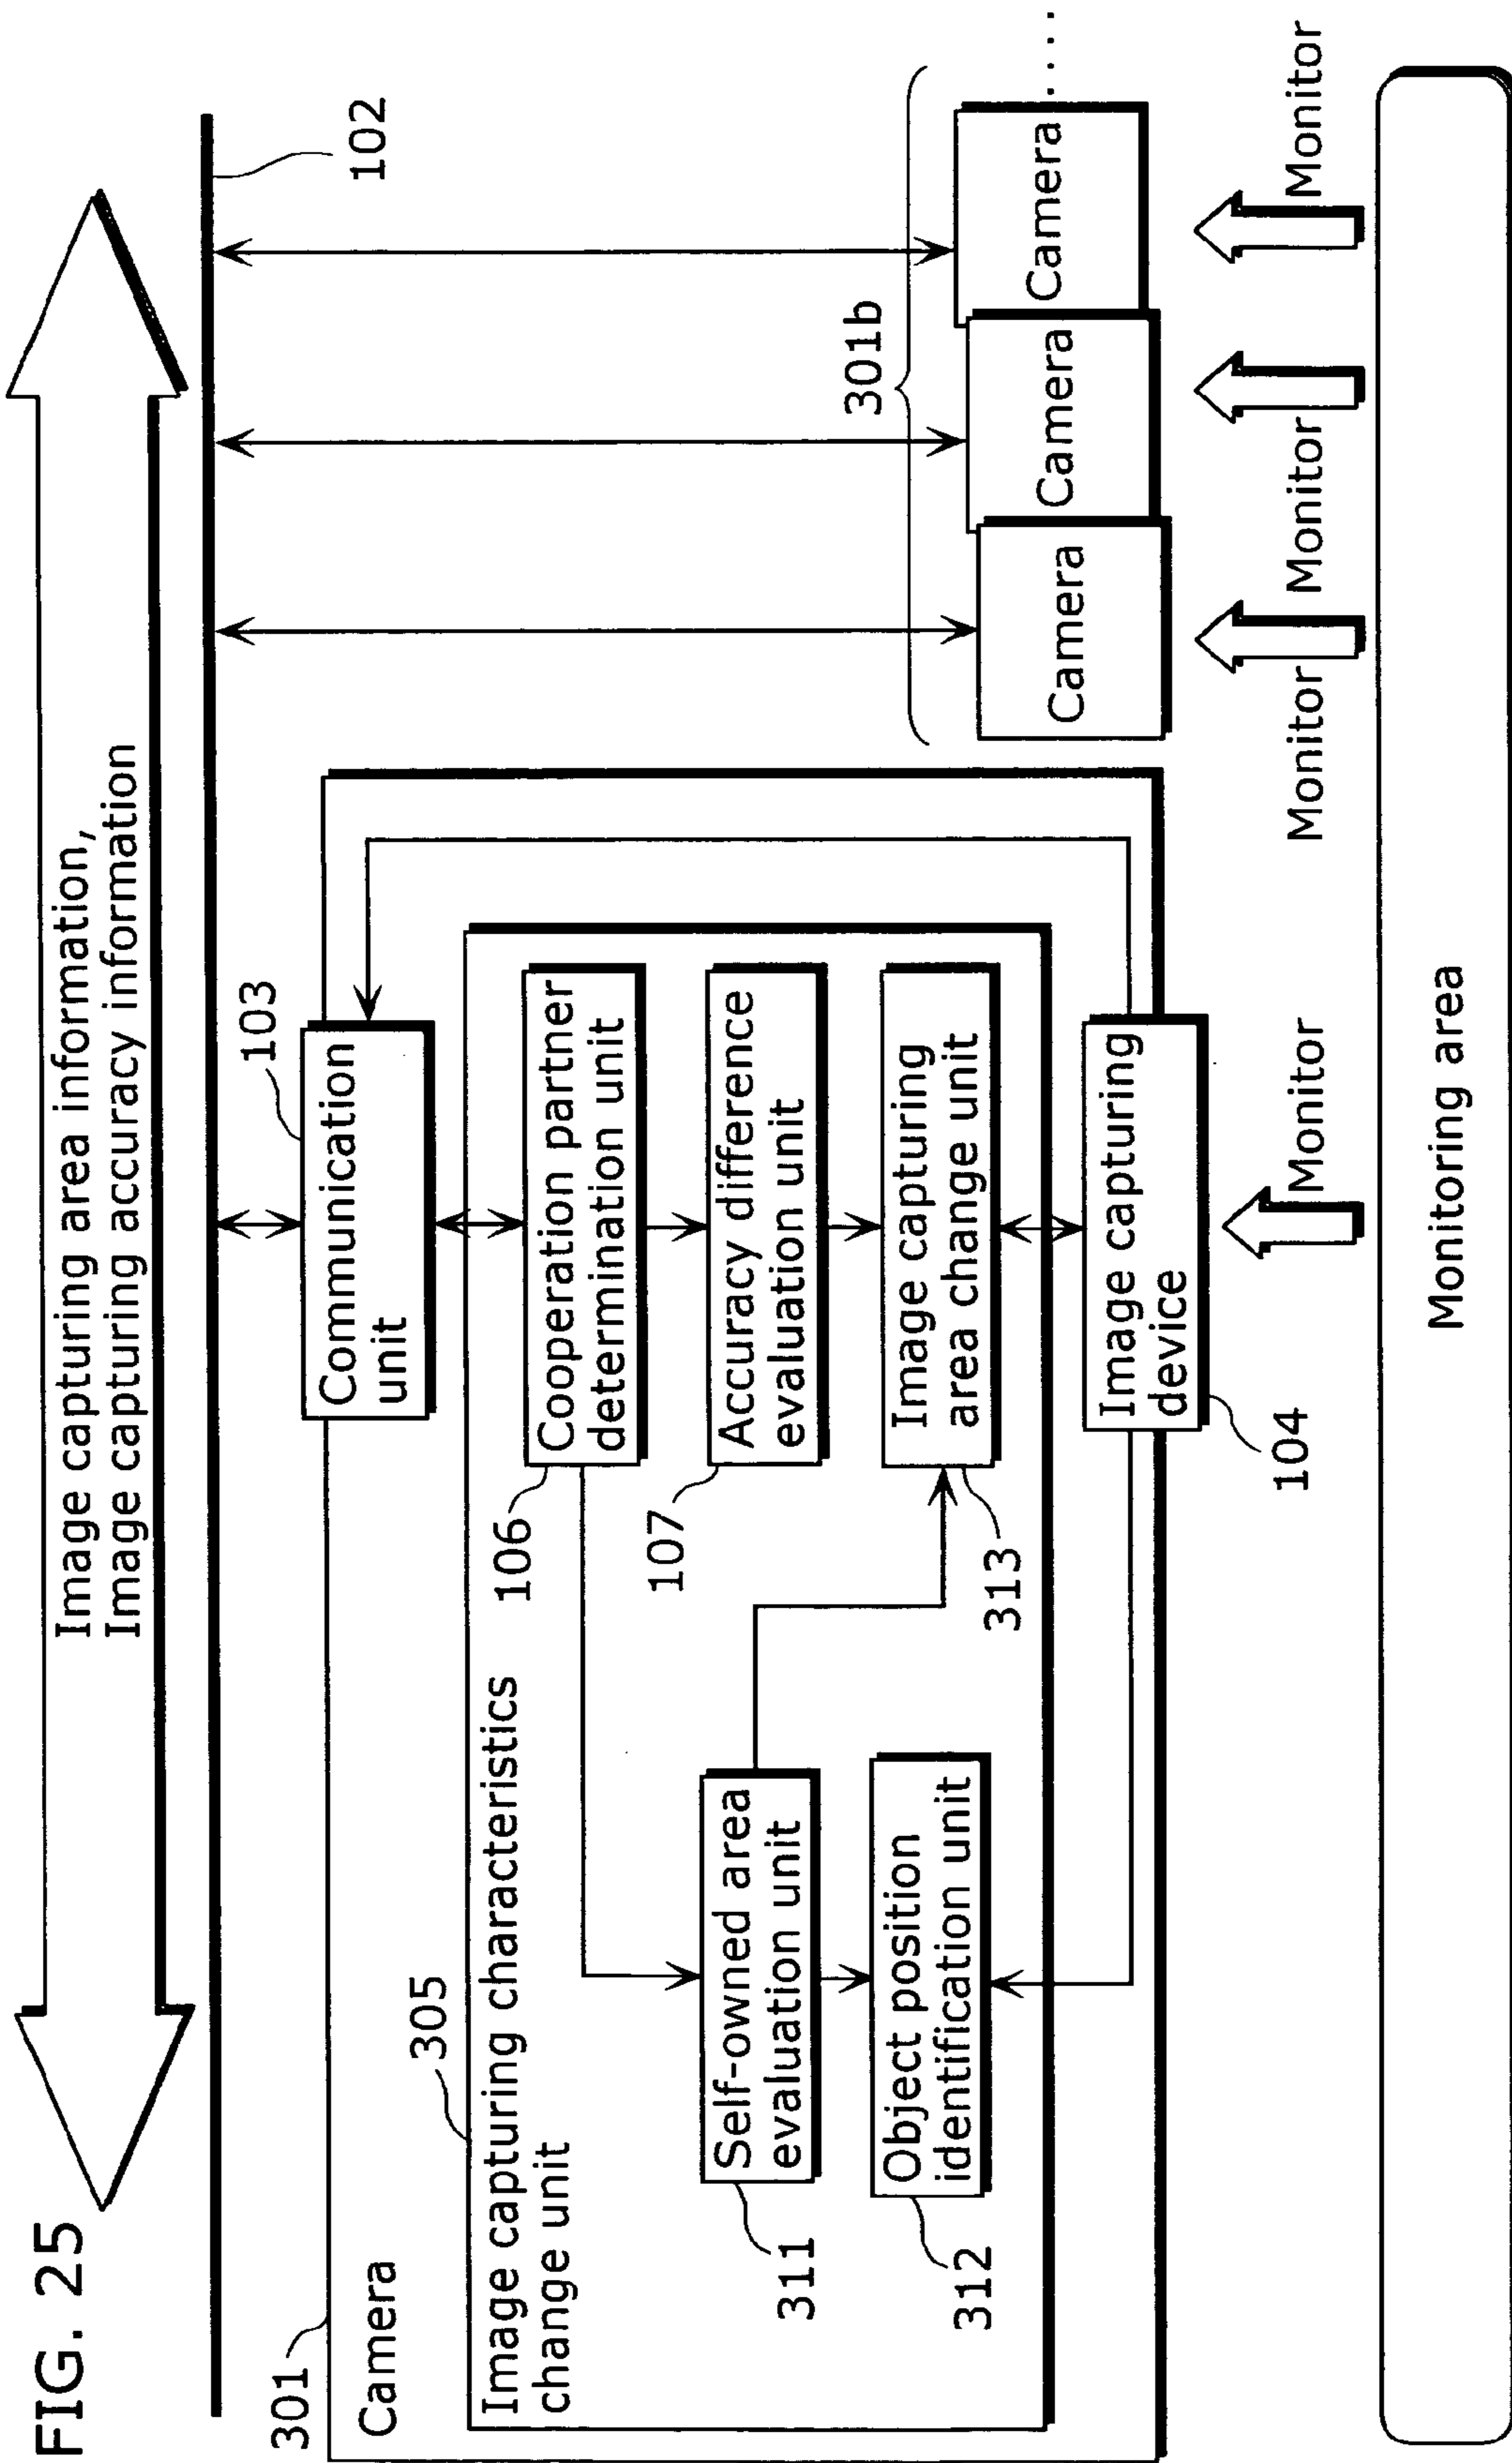 FIG. 25
Image capturing area information,
Image capturing accuracy information
102
301
Camera
103
Communication
unit
305
Image capturing characteristics
change unit
106
Cooperation partner
determination unit
107
Accuracy difference
evaluation unit
311
Self-owned area
evaluation unit
312
Object position
identification unit
313
Image capturing
area change unit
104
Image capturing
device
301b
Camera
Camera
Camera
.....
Monitor
Monitor
Monitor
Monitor
Monitoring area